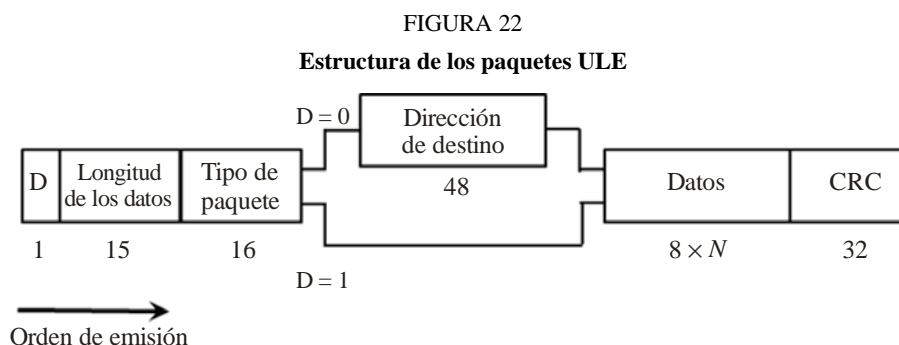 FIGURA 22
Estructura de los paquetes ULE
D = 0
Dirección
de destino
48
D
Longitud
de los datos
Tipo de
paquete
Datos
CRC
1
15
16
8 × N
32
D = 1
Orden de emisión